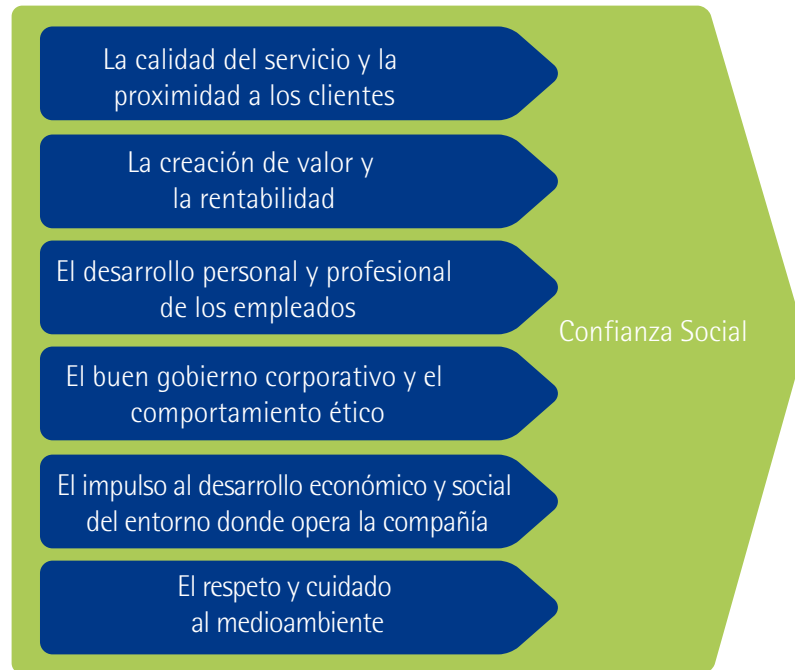 La calidad del servicio y la
proximidad a los clientes
La creación de valor y
la rentabilidad
El desarrollo personal y profesional
de los empleados
El buen gobierno corporativo y el
comportamiento ético
El impulso al desarrollo económico y social
del entorno donde opera la compañía
El respeto y cuidado
al medioambiente
Confianza Social